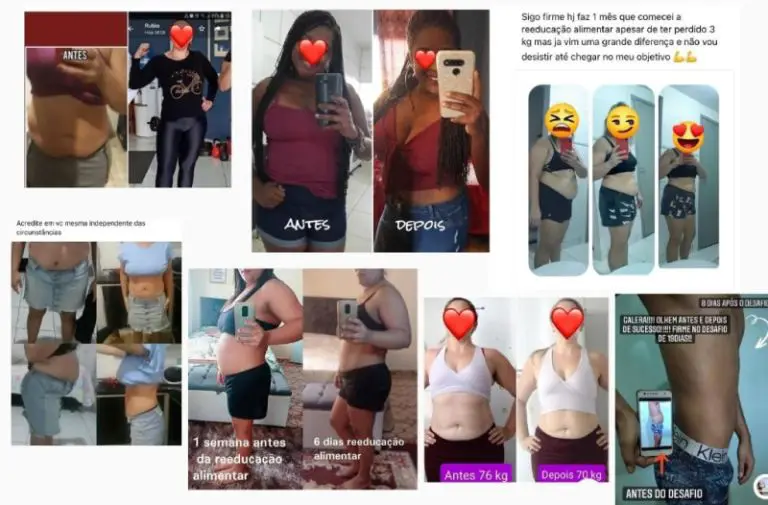 Rubia
ANTES
ANTES
DEPOIS
Sigo firme hj faz 1 mês que comecei a
reeducação alimentar apesar de ter perdido 3
kg mas ja vim uma grande diferença e não vou
desistir até chegar no meu objetivo 💪💪
Acredite em vc mesma independente das
circunstâncias
1 semana antes
da reeducação
alimentar
6 dias reeducação
alimentar
Antes 76 kg
Depois 70 kg
8 DIAS APÓS O DESAFIO
CALERA!!!! OLHEM ANTES E DEPOIS
DE SUCESSO!!!!! FIRME NO DESAFIO
DE 19DIAS!!
Klein
ANTES DO DESAFIO